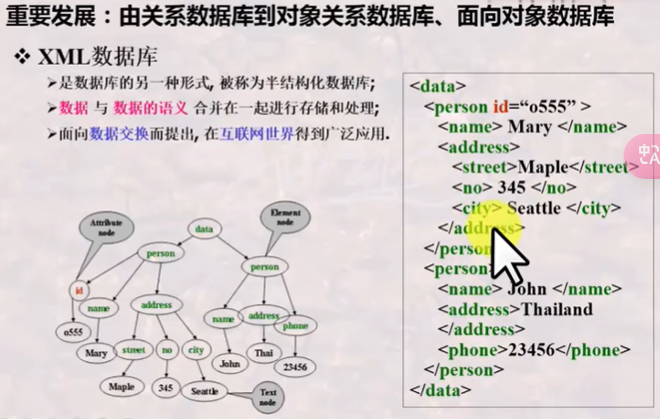 重要发展：由关系数据库到对象关系数据库、面向对象数据库
❖ XML数据库
➢是数据库的另一种形式, 被称为半结构化数据库;
➢数据 与 数据的语义 合并在一起进行存储和处理;
➢面向数据交换而提出, 在互联网世界得到广泛应用.
Attribute
node
Element
node
data
person
person
id
name
address
name
address
phone
o555
Mary
street
no
city
John
Thai
23456
Maple
345
Seattle
Text
node
<data>
<person id=“o555” >
<name> Mary </name>
<address>
<street>Maple</street>
<no> 345 </no>
<city> Seattle </city>
</address>
</person
<person
<name> John </name>
<address>Thailand
</address>
<phone>23456</phone>
</person>
</data>
中
A